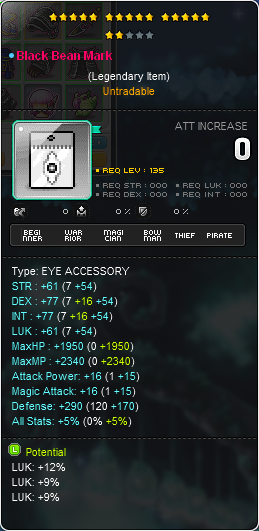 Black Bean Mark
(Legendary Item)
Untradable
ATT INCREASE
0
REQ LEV : 135
REQ STR : 000
REQ LUK : 000
REQ DEX : 000
REQ INT : 000
0 0 % 0 %
BEGINNER WARRIOR MAGICIAN BOWMAN THIEF PIRATE
Type: EYE ACCESSORY
STR : +61 (7 +54)
DEX : +77 (7 +16 +54)
INT : +77 (7 +16 +54)
LUK : +61 (7 +54)
MaxHP : +1950 (0 +1950)
MaxMP : +2340 (0 +2340)
Attack Power: +16 (1 +15)
Magic Attack: +16 (1 +15)
Defense: +290 (120 +170)
All Stats: +5% (0% +5%)
L Potential
LUK: +12%
LUK: +9%
LUK: +9%